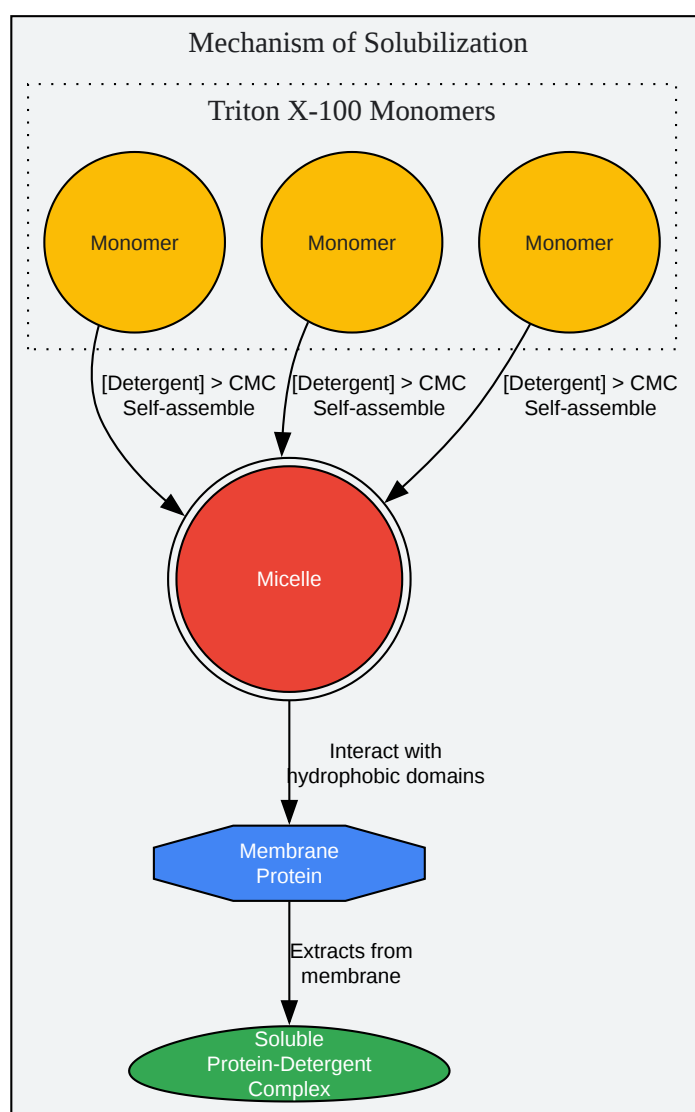 Mechanism of Solubilization
Triton X-100 Monomers
Monomer
Monomer
Monomer
[Detergent] > CMC
Self-assemble
[Detergent] > CMC
Self-assemble
[Detergent] > CMC
Self-assemble
Micelle
Interact with
hydrophobic domains
Membrane
Protein
Extracts from
membrane
Soluble
Protein-Detergent
Complex